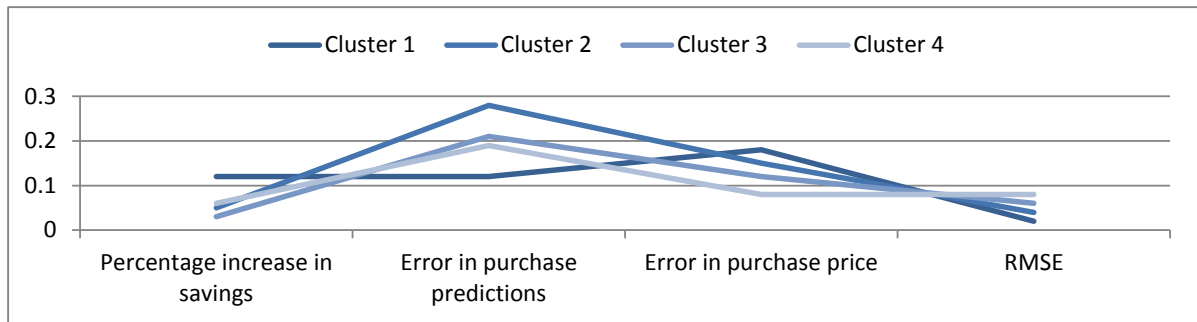 Cluster 1 Cluster 2 Cluster 3 Cluster 4
0.3
0.2
0.1
0
Percentage increase in
savings
Error in purchase
predictions
Error in purchase price
RMSE